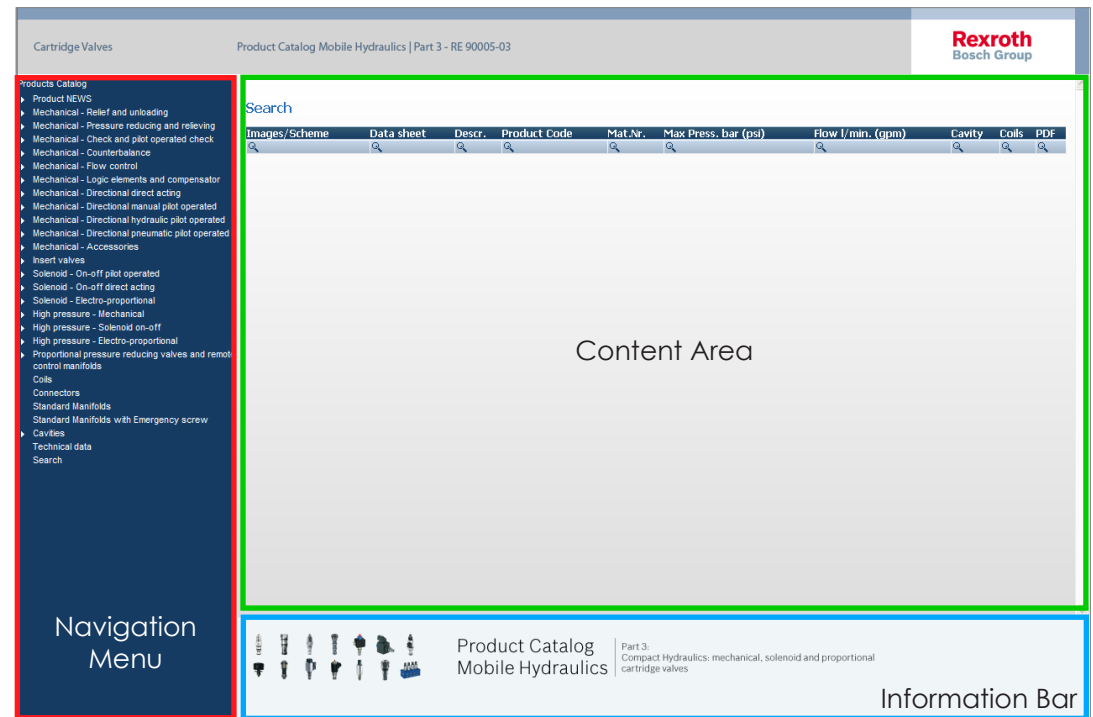 Cartridge Valves
Product Catalog Mobile Hydraulics | Part 3 - RE 90005-03
Rexroth
Bosch Group
Products Catalog
Product NEWS
Mechanical - Relief and unloading
Mechanical - Pressure reducing and relieving
Mechanical - Check and pilot operated check
Mechanical - Counterbalance
Mechanical - Flow control
Mechanical - Logic elements and compensator
Mechanical - Directional direct acting
Mechanical - Directional manual pilot operated
Mechanical - Directional hydraulic pilot operated
Mechanical - Directional pneumatic pilot operated
Mechanical - Accessories
Insert valves
Solenoid - On-off pilot operated
Solenoid - On-off direct acting
Solenoid - Electro-proportional
High pressure - Mechanical
High pressure - Solenoid on-off
High pressure - Electro-proportional
Proportional pressure reducing valves and remote
control manifolds
Coils
Connectors
Standard Manifolds
Standard Manifolds with Emergency screw
Cavities
Technical data
Search
Navigation
Menu
Search
Images/Scheme Data sheet Descr. Product Code Mat.Nr. Max Press. bar (psi) Flow l/min. (gpm) Cavity Coils PDF
Content Area
Product Catalog
Mobile Hydraulics
Part 3:
Compact Hydraulics: mechanical, solenoid and proportional
cartridge valves
Information Bar